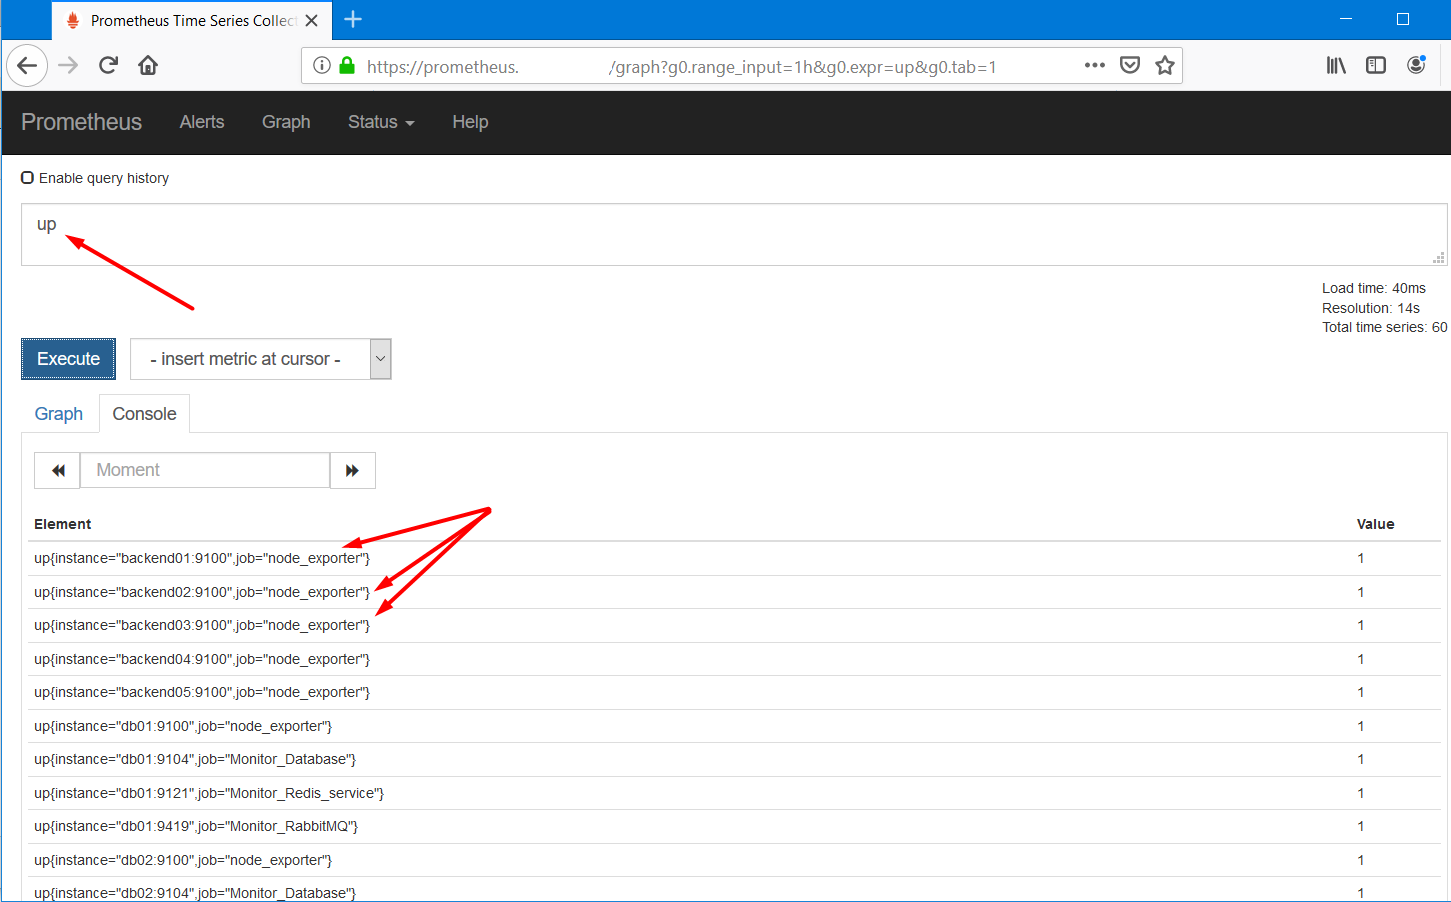 Prometheus Time Series Collec
https://prometheus. /graph?g0.range_input=1h&g0.expr=up&g0.tab=1
Prometheus Alerts Graph Status Help
Enable query history
up
Load time: 40ms
Resolution: 14s
Total time series: 60
Execute - insert metric at cursor -
Graph Console
Moment
Element Value
up{instance="backend01:9100",job="node_exporter"} 1
up{instance="backend02:9100",job="node_exporter"} 1
up{instance="backend03:9100",job="node_exporter"} 1
up{instance="backend04:9100",job="node_exporter"} 1
up{instance="backend05:9100",job="node_exporter"} 1
up{instance="db01:9100",job="node_exporter"} 1
up{instance="db01:9104",job="Monitor_Database"} 1
up{instance="db01:9121",job="Monitor_Redis_service"} 1
up{instance="db01:9419",job="Monitor_RabbitMQ"} 1
up{instance="db02:9100",job="node_exporter"} 1
up{instance="db02:9104",job="Monitor_Database"} 1